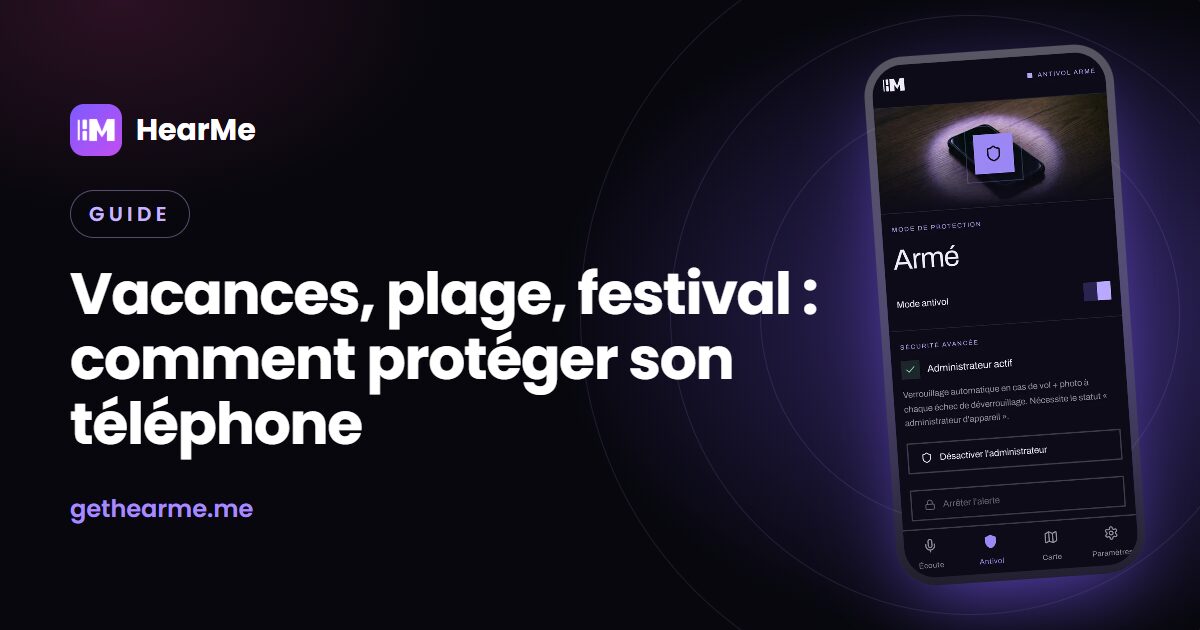 HearMe
GUIDE
Vacances, plage, festival :
comment protéger son
téléphone
gethearme.me
ANTIVOL ARMÉ
MODE DE PROTECTION
Armé
Mode antivol
SÉCURITÉ AVANCÉE
Administrateur actif
Verrouillage automatique en cas de vol + photo à
chaque échec de déverrouillage. Nécessite le statut «
administrateur d'appareil ».
Désactiver l'administrateur
Arrêter l'alerte
Écoute
Antivol
Carte
Paramètres